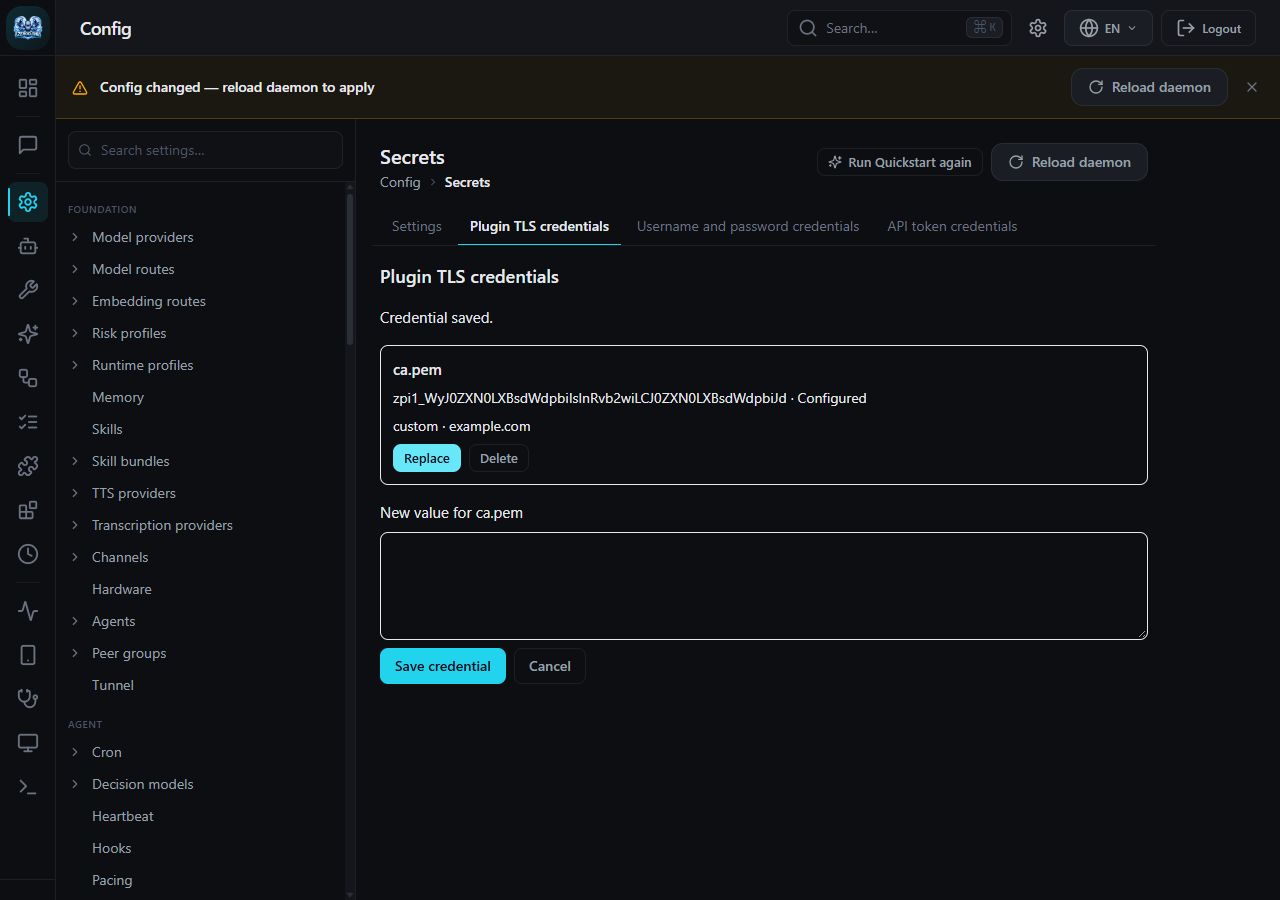 Config
Search...
⌘K
EN
Logout
Config changed — reload daemon to apply
Reload daemon
Search settings...
FOUNDATION
Model providers
Model routes
Embedding routes
Risk profiles
Runtime profiles
Memory
Skills
Skill bundles
TTS providers
Transcription providers
Channels
Hardware
Agents
Peer groups
Tunnel
AGENT
Cron
Decision models
Heartbeat
Hooks
Pacing
Secrets
Config > Secrets
Run Quickstart again
Reload daemon
Settings
Plugin TLS credentials
Username and password credentials
API token credentials
Plugin TLS credentials
Credential saved.
ca.pem
zpi1_WyJ0ZXN0LXBsdWdpbiIsInRvb2wiLCJ0ZXN0LXBsdWdpbiJd · Configured
custom · example.com
Replace
Delete
New value for ca.pem
Save credential
Cancel